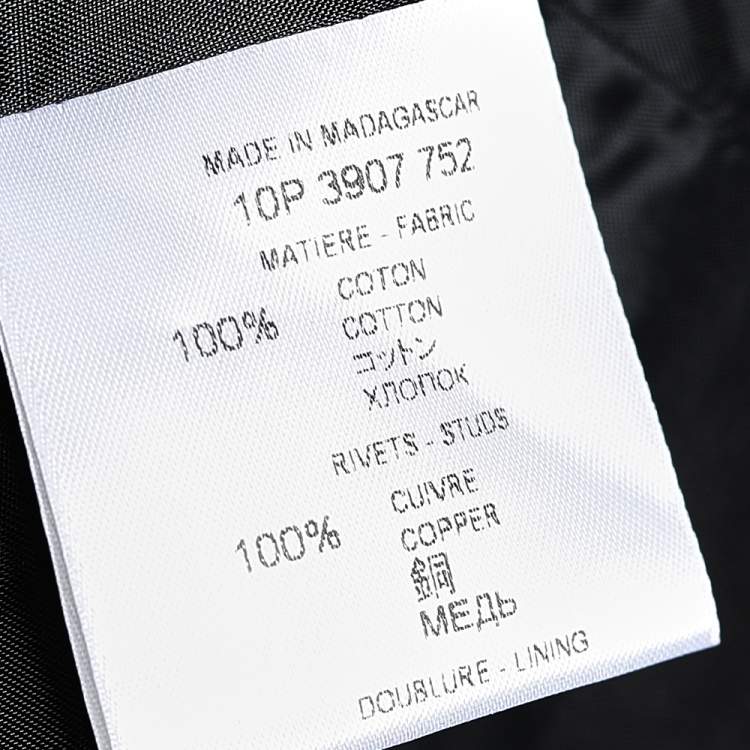 MADE IN MADAGASCAR
10P 3907 752
MATIERE - FABRIC
100%
COTON
COTTON
コットン
ХЛОПОК
RIVETS - STUDS
100%
CUIVRE
COPPER
銅
МЕДЬ
DOUBLURE - LINING